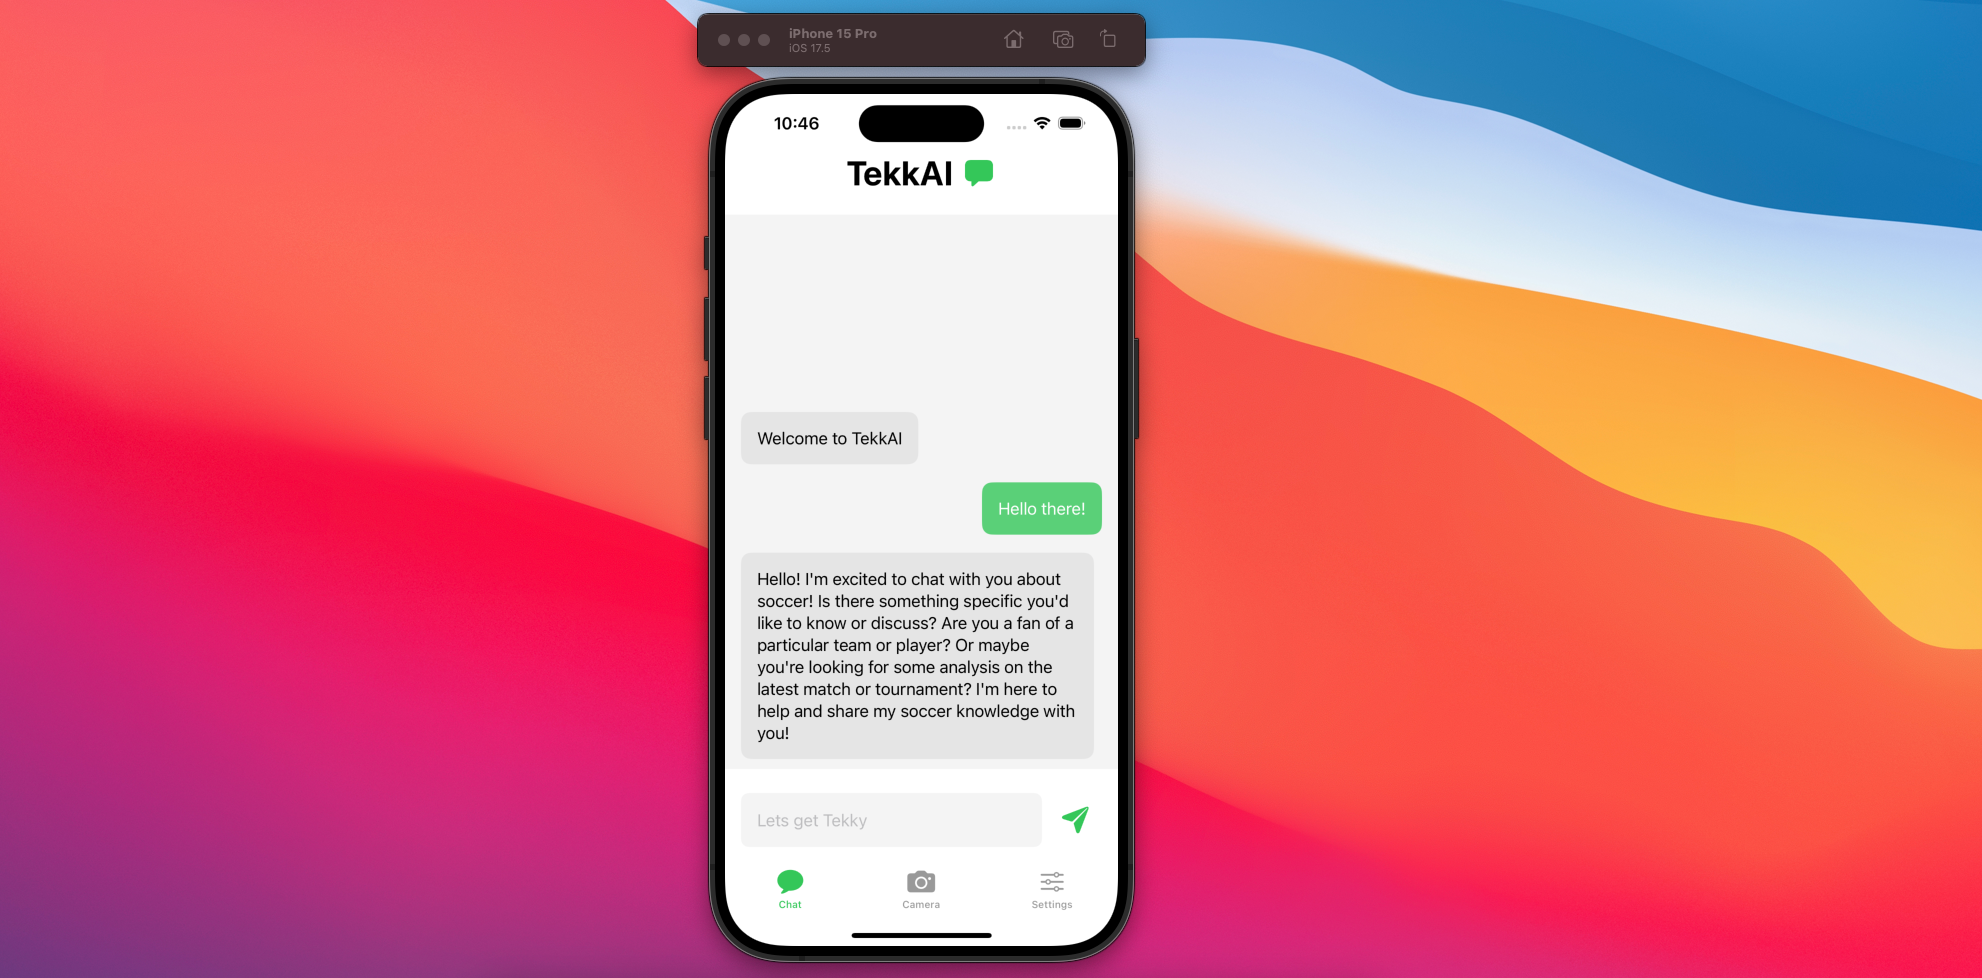 iPhone 15 Pro
iOS 17.5
10:46
TekkAI
Welcome to TekkAI
Hello there!
Hello! I'm excited to chat with you about
soccer! Is there something specific you'd
like to know or discuss? Are you a fan of a
particular team or player? Or maybe
you're looking for some analysis on the
latest match or tournament? I'm here to
help and share my soccer knowledge with
you!
Lets get Tekky
Chat
Camera
Settings